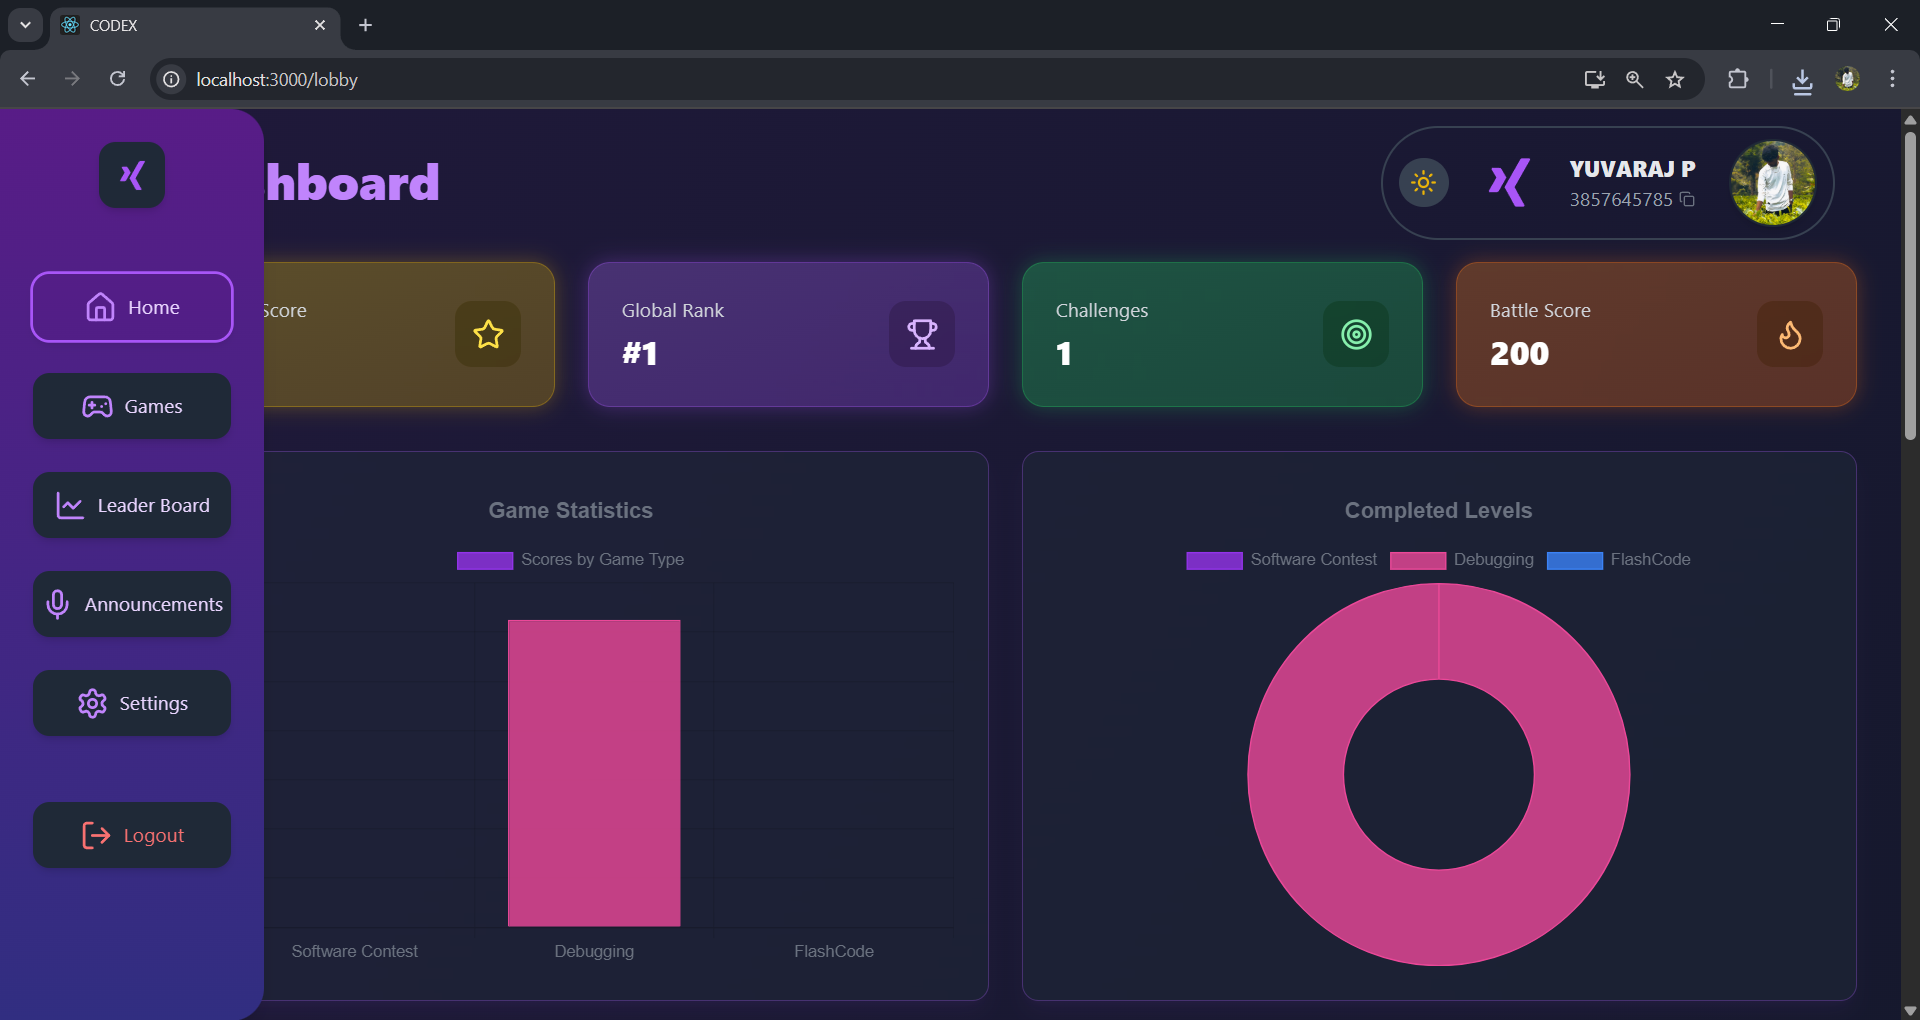 CODEX
localhost:3000/lobby
hboard
YUVARAJ P
3857645785
Home
Games
Leader Board
Announcements
Settings
Logout
Score
Global Rank
#1
Challenges
1
Battle Score
200
Game Statistics
Scores by Game Type
Software Contest
Debugging
FlashCode
Completed Levels
Software Contest
Debugging
FlashCode